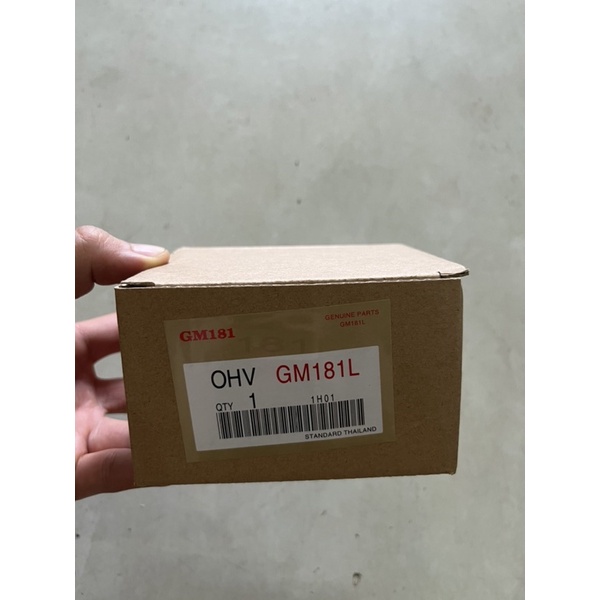 GM181
GENUINE PARTS
GM181L
OHV GM181L
QTY 1 1H01
STANDARD THAILAND